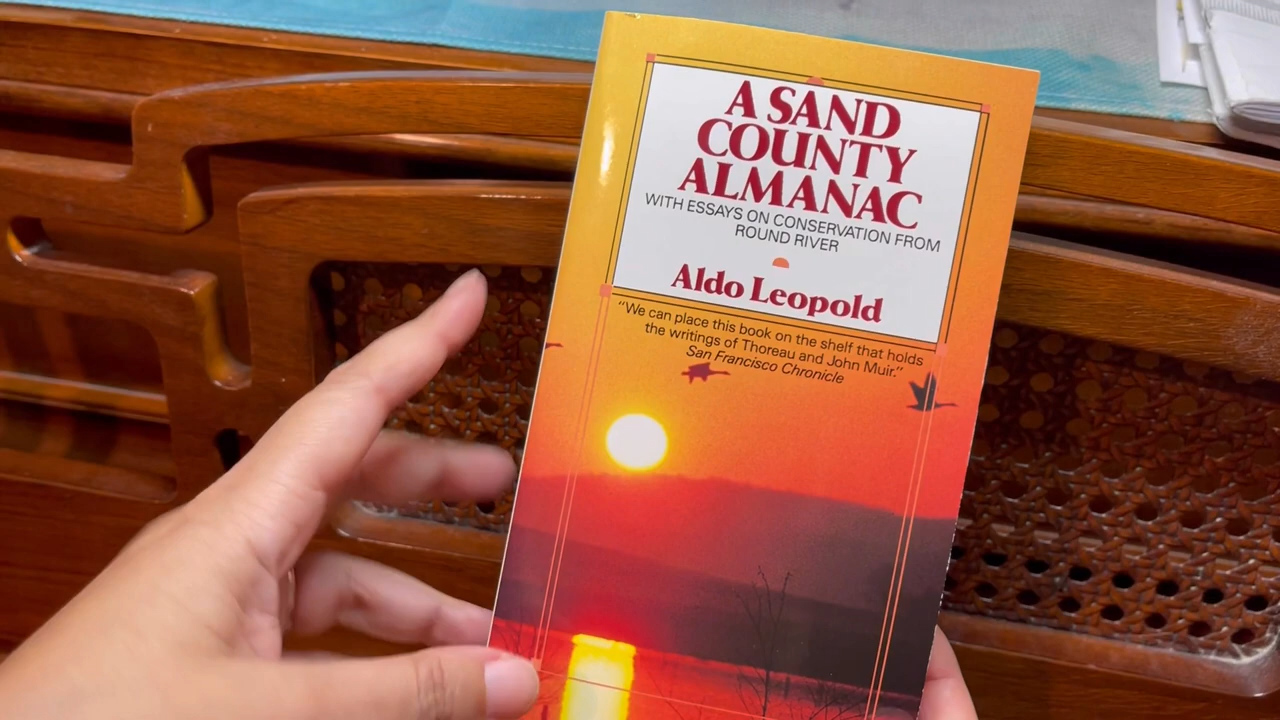 A SAND
COUNTY
ALMANAC
WITH ESSAYS ON CONSERVATION FROM
ROUND RIVER
Aldo Leopold
“We can place this book on the shelf that holds
the writings of Thoreau and John Muir.”
San Francisco Chronicle